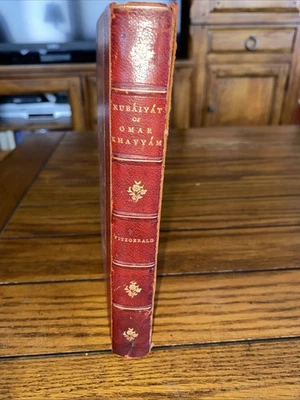 RUBÁIYÁT
OF
OMAR
KHAYYÁM
FITZGERALD